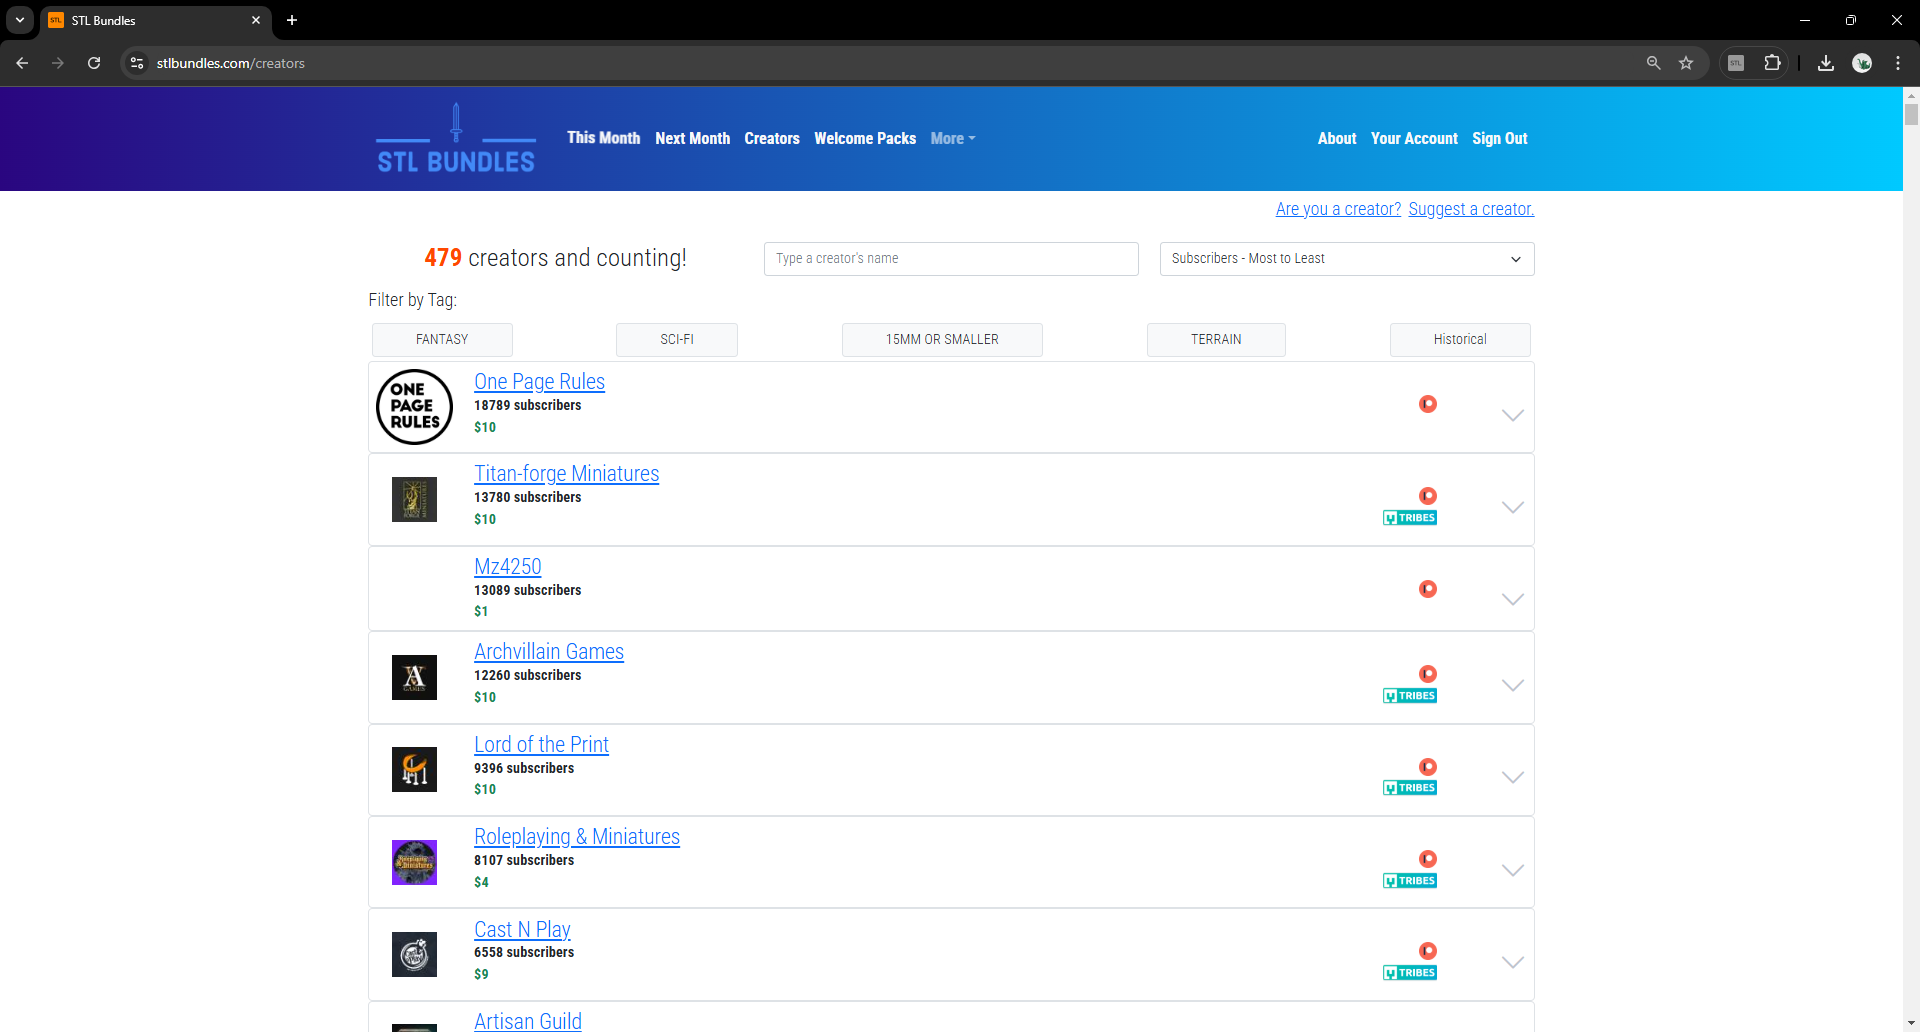 STL Bundles
stlbundles.com/creators
STL
STL BUNDLES
This Month
Next Month
Creators
Welcome Packs
More
About
Your Account
Sign Out
Are you a creator?
Suggest a creator.
479 creators and counting!
Type a creator's name
Subscribers - Most to Least
Filter by Tag:
FANTASY
SCI-FI
15MM OR SMALLER
TERRAIN
Historical
ONE
PAGE
RULES
One Page Rules
18789 subscribers
$10
Titan-forge Miniatures
13780 subscribers
$10
TRIBES
Mz4250
13089 subscribers
$1
Archvillain Games
12260 subscribers
$10
TRIBES
Lord of the Print
9396 subscribers
$10
TRIBES
Roleplaying
& Miniatures
Roleplaying & Miniatures
8107 subscribers
$4
TRIBES
Cast N Play
6558 subscribers
$9
TRIBES
Artisan Guild